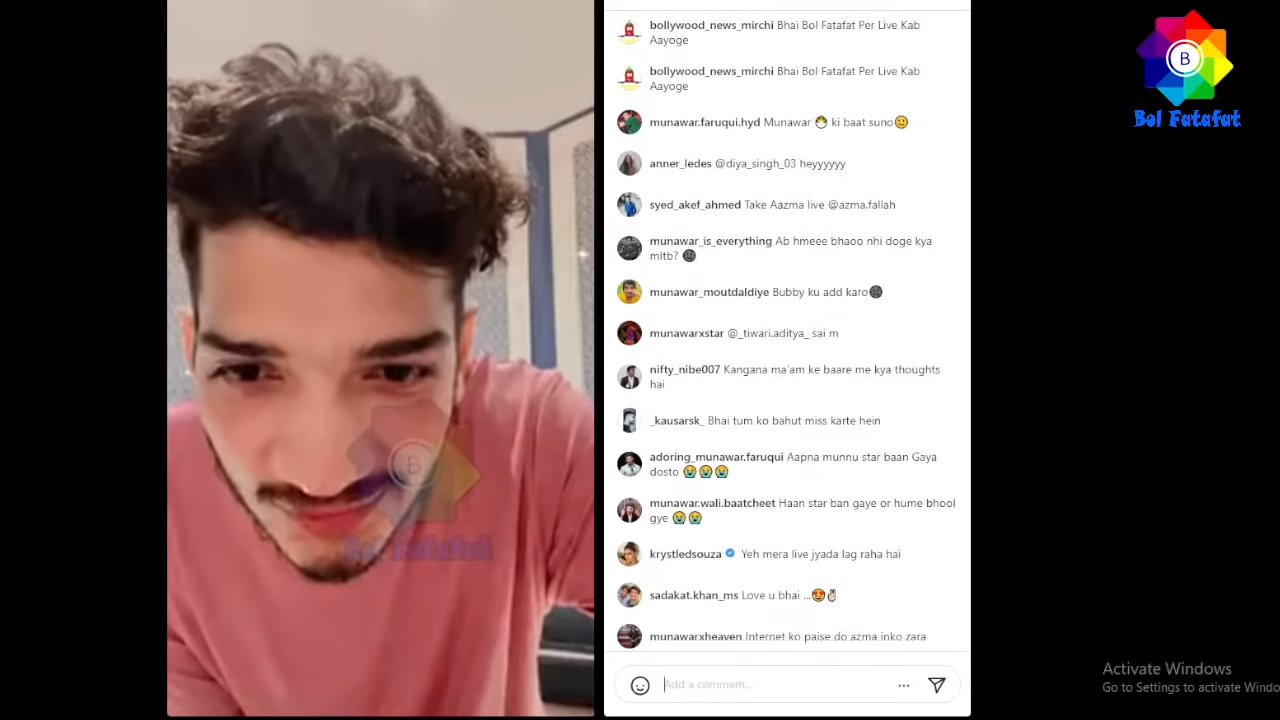 bollywood_news_mirchi Bhai Bol Fatafat Per Live Kab
Aayoge
bollywood_news_mirchi Bhai Bol Fatafat Per Live Kab
Aayoge
munawar.faruqui.hyd Munawar 🐣 ki baat suno🙂
anner_ledes @diya_singh_03 heyyyyyy
syed_akef_ahmed Take Aazma live @azma.fallah
munawar_is_everything Ab hmeee bhaoo nhi doge kya
mltb? 🌚
munawar_moutdaldiye Bubby ku add karo🌚
munawarxstar @_tiwari.aditya_ sai m
nifty_nibe007 Kangana ma'am ke baare me kya thoughts
hai
_kausarsk_ Bhai tum ko bahut miss karte hein
adoring_munawar.faruqui Aapna munnu star baan Gaya
dosto 😭😭😭
munawar.wali.baatcheet Haan star ban gaye or hume bhool
gye 😭😭
krystledsouza Yeh mera live jyada lag raha hai
sadakat.khan_ms Love u bhai ...😍✌🏻
munawarxheaven Internet ko paise do azma inko zara
Add a comment...
B
Bol Fatafat
B
Bol Fatafat
Activate Windows
Go to Settings to activate Windo